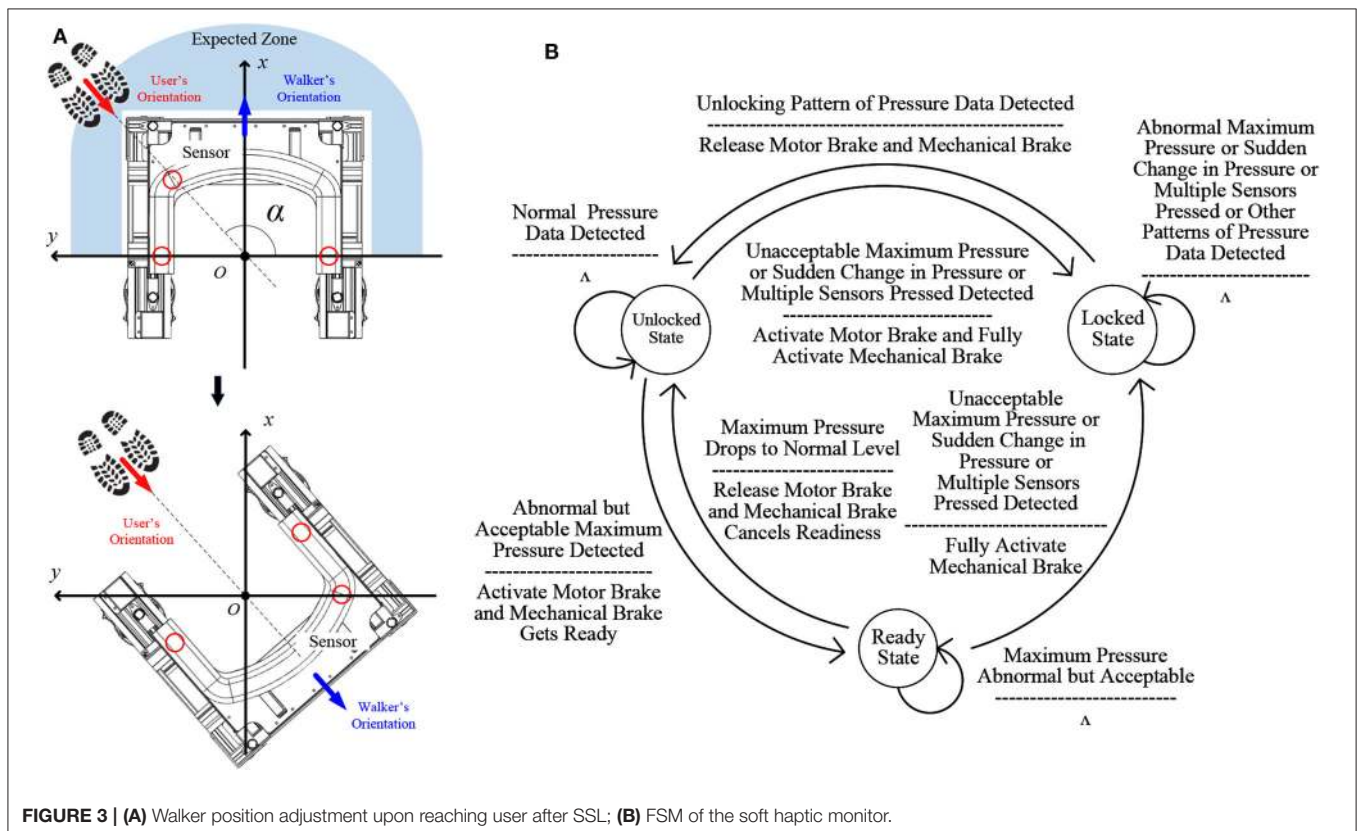 A
Expected Zone
x
User's
Orientation
Walker's
Orientation
Sensor
α
y
O
x
User's
Orientation
y
O
Sensor
Walker's
Orientation
B
Unlocking Pattern of Pressure Data Detected
Release Motor Brake and Mechanical Brake
Abnormal Maximum
Pressure or Sudden
Change in Pressure or
Multiple Sensors
Pressed or Other
Patterns of Pressure
Data Detected
Λ
Normal Pressure
Data Detected
Λ
Unacceptable Maximum Pressure
or Sudden Change in Pressure or
Multiple Sensors Pressed Detected
Activate Motor Brake and Fully
Activate Mechanical Brake
Unlocked
State
Locked
State
Maximum Pressure
Drops to Normal Level
Release Motor Brake
and Mechanical Brake
Cancels Readiness
Unacceptable
Maximum Pressure or
Sudden Change in
Pressure or
Multiple Sensors
Pressed Detected
Fully Activate
Mechanical Brake
Abnormal but
Acceptable Maximum
Pressure Detected
Activate Motor Brake
and Mechanical Brake
Gets Ready
Ready
State
Maximum Pressure
Abnormal but Acceptable
Λ
FIGURE 3 | (A) Walker position adjustment upon reaching user after SSL; (B) FSM of the soft haptic monitor.